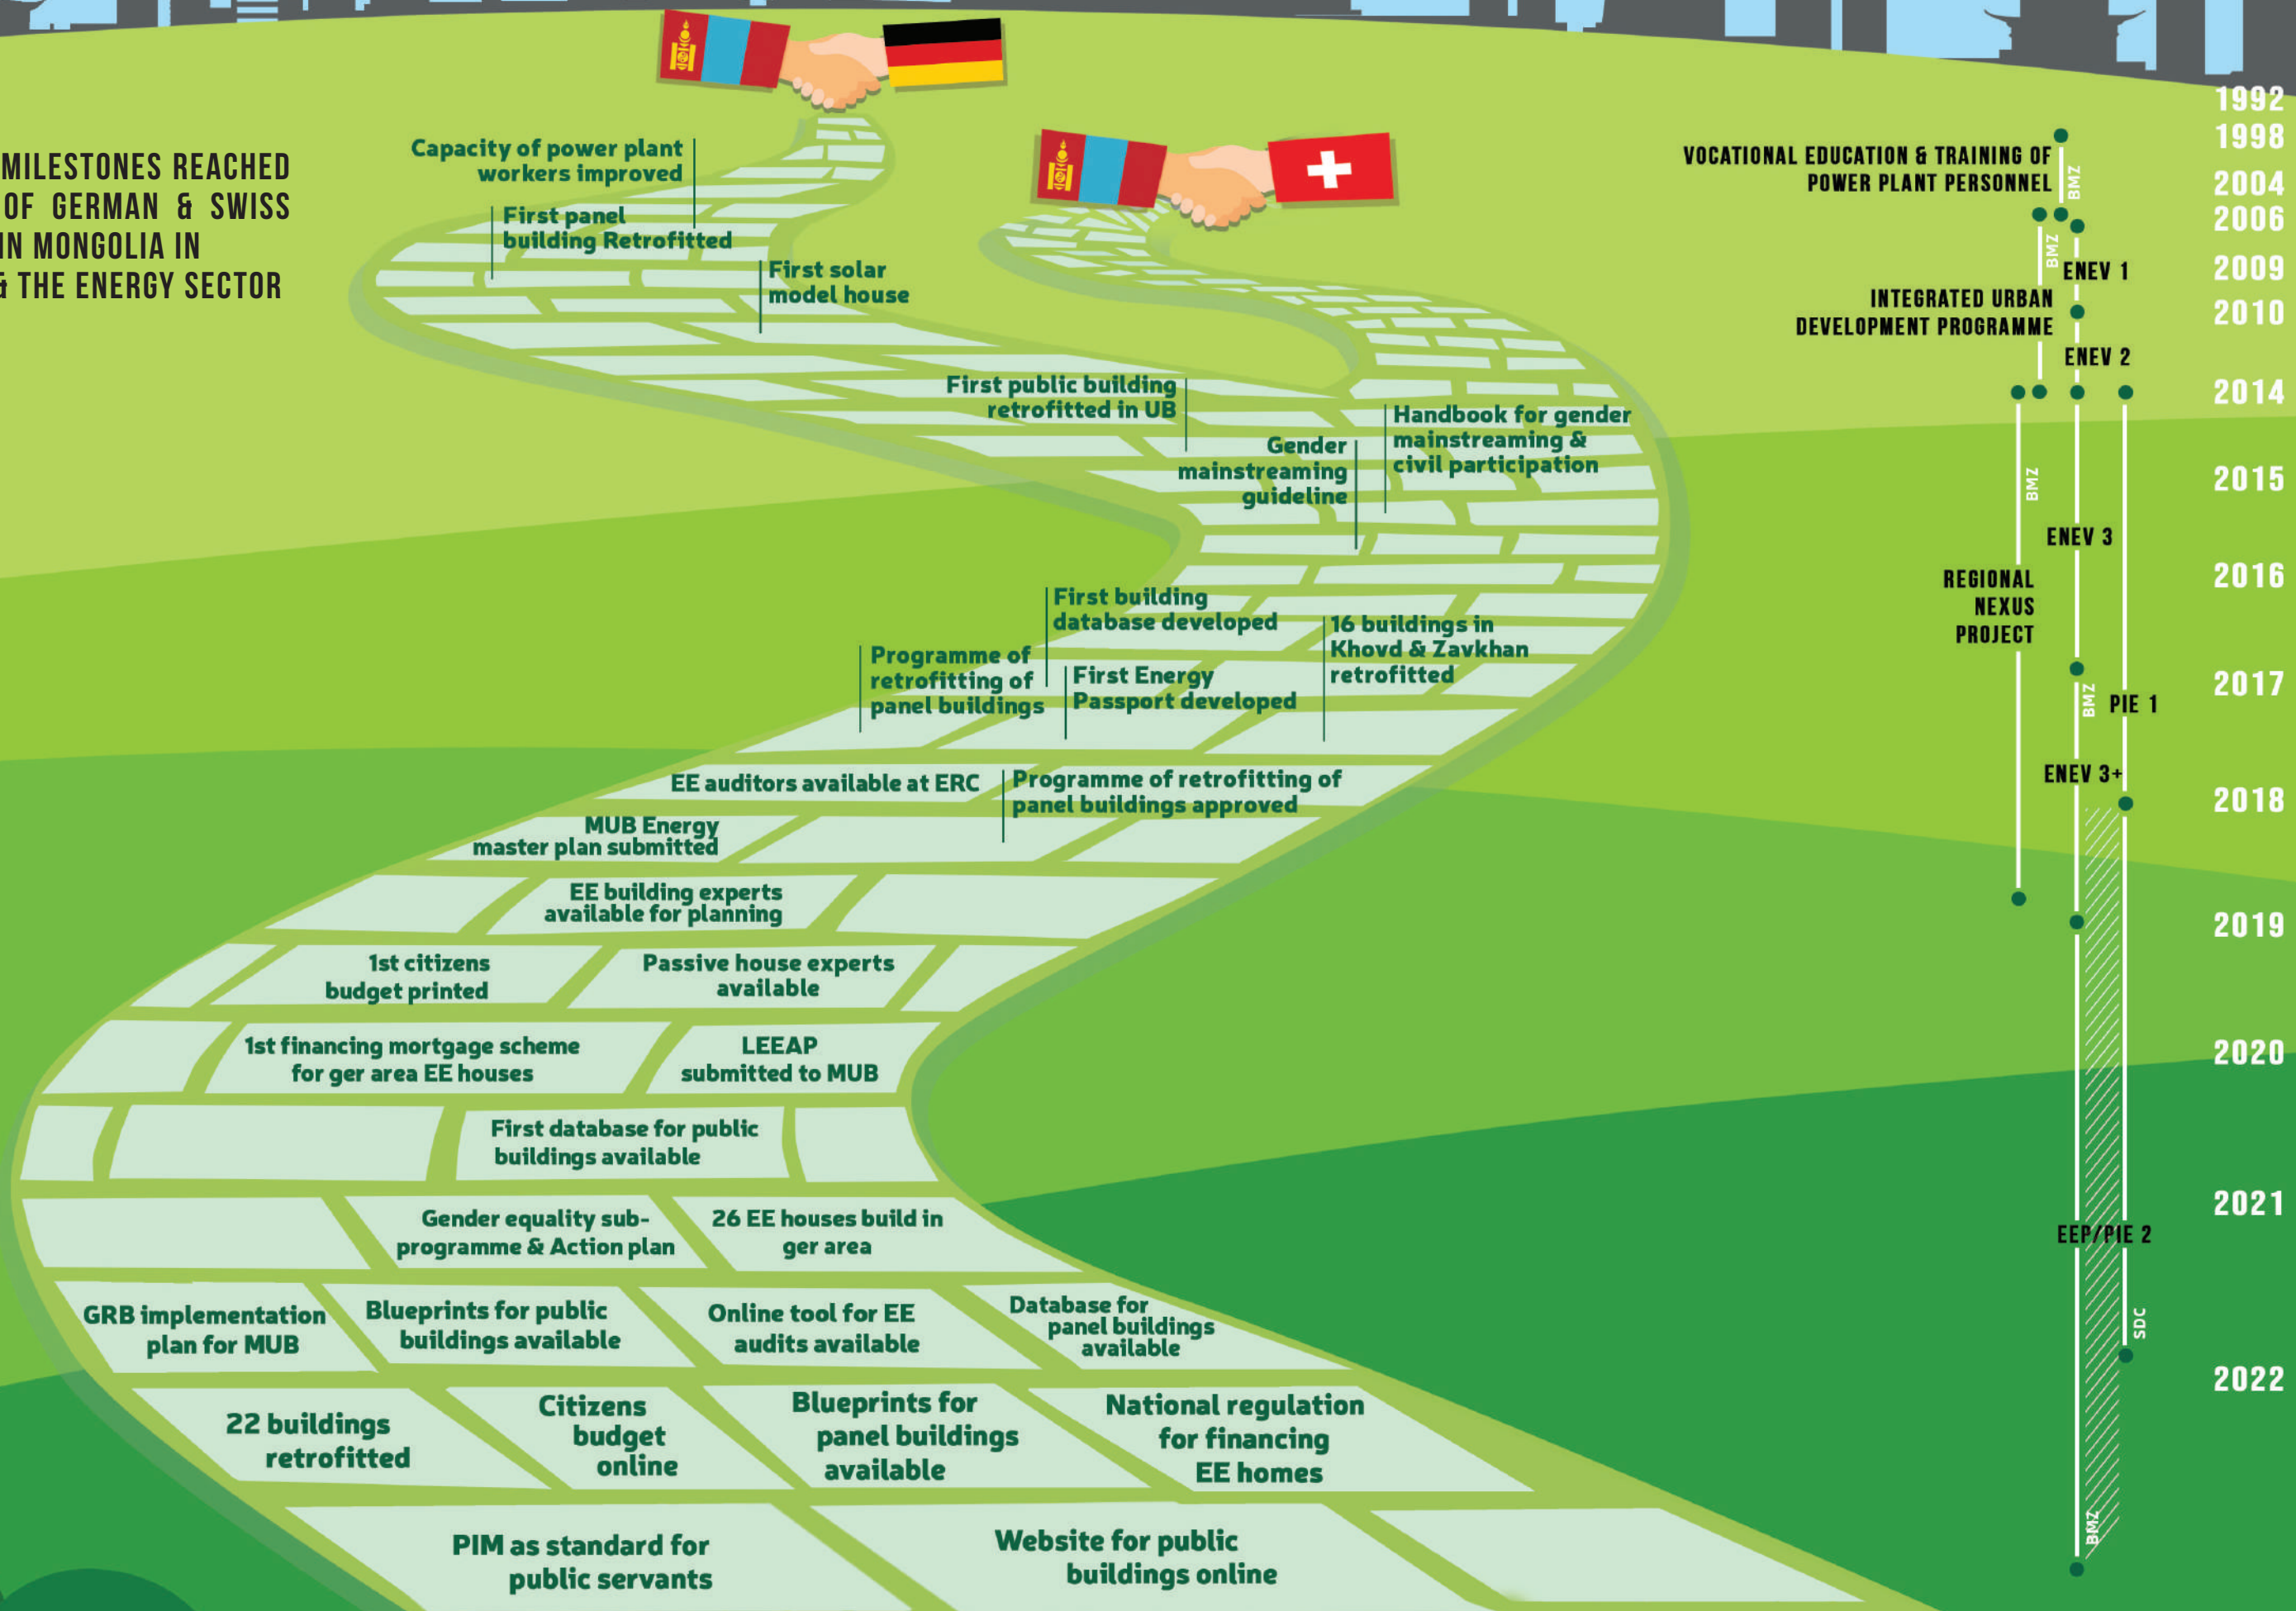 MILESTONES REACHED
OF GERMAN & SWISS
IN MONGOLIA IN
& THE ENERGY SECTOR
Capacity of power plant
workers improved
First panel
building Retrofitted
First solar
model house
First public building
retrofitted in UB
Handbook for gender
mainstreaming &
civil participation
Gender
mainstreaming
guideline
First building
database developed
16 buildings in
Khovd & Zavkhan
retrofitted
Programme of
retrofitting of
panel buildings
First Energy
Passport developed
EE auditors available at ERC
Programme of retrofitting of
panel buildings approved
MUB Energy
master plan submitted
EE building experts
available for planning
1st citizens
budget printed
Passive house experts
available
1st financing mortgage scheme
for ger area EE houses
LEEAP
submitted to MUB
First database for public
buildings available
Gender equality sub-
programme & Action plan
26 EE houses build in
ger area
GRB implementation
plan for MUB
Blueprints for public
buildings available
Online tool for EE
audits available
Database for
panel buildings
available
22 buildings
retrofitted
Citizens
budget
online
Blueprints for
panel buildings
available
National regulation
for financing
EE homes
PIM as standard for
public servants
Website for public
buildings online
VOCATIONAL EDUCATION & TRAINING OF
POWER PLANT PERSONNEL
BMZ
BMZ
ENEV 1
INTEGRATED URBAN
DEVELOPMENT PROGRAMME
ENEV 2
BMZ
ENEV 3
REGIONAL
NEXUS
PROJECT
BMZ
PIE 1
ENEV 3+
EEP/PIE 2
SDC
BMZ
1992
1998
2004
2006
2009
2010
2014
2015
2016
2017
2018
2019
2020
2021
2022